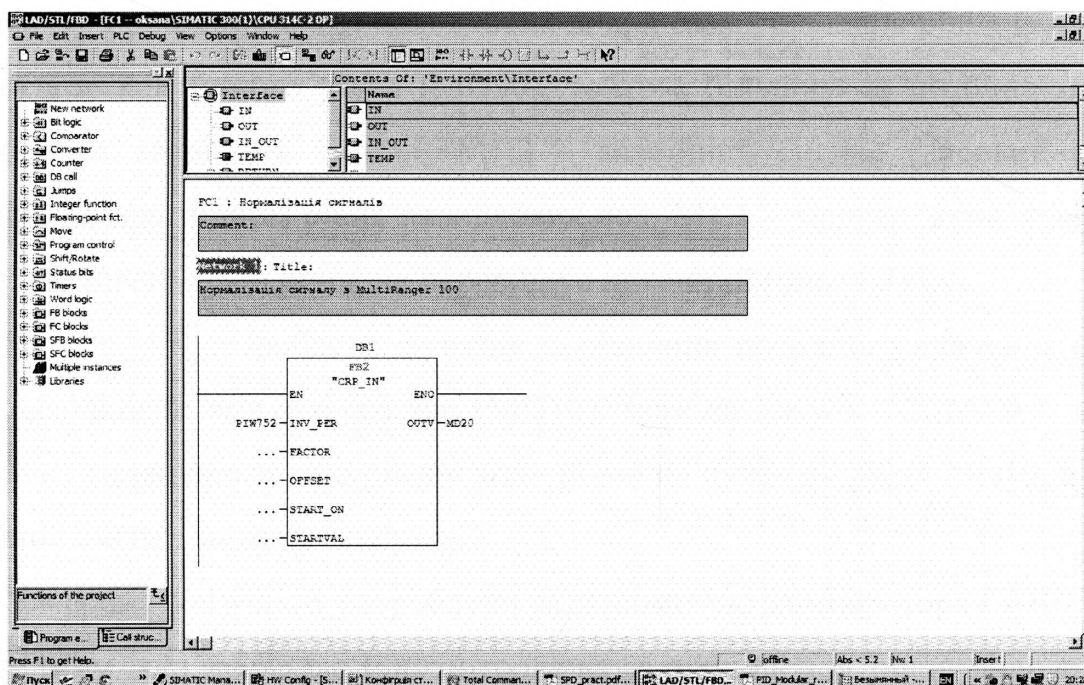 LAD/STL/FBD - [FC1 -- oksana\SIMATIC 300(1)\CPU 314C-2 DP]
File Edit Insert PLC Debug View Options Window Help
Contents Of: 'Environment\Interface'
Interface
IN
OUT
IN_OUT
TEMP
RETURN
Name
IN
OUT
IN_OUT
TEMP
New network
Bit logic
Comparator
Converter
Counter
DB call
Jumps
Integer function
Floating-point fct.
Move
Program control
Shift/Rotate
Status bits
Timers
Word logic
FB blocks
FC blocks
SFB blocks
SFC blocks
Multiple instances
Libraries
FC1 : Нормалізація сигналів
Comment:
Network 1: Title:
Нормалізація сигналу з MultiRanger 100
DB1
FB2
"CRP_IN"
EN ENO
PIW752 INV_PER OUTV MD20
... FACTOR
... OFFSET
... START_ON
... STARTVAL
Functions of the project
Program e... Call struc...
Press F1 to get Help.
offline Abs < 5.2 Nw 1 Insert
Пуск SIMATIC Mana... HW Config - [S... Total Comman... SPD_pract.pdf... LAD/STL/FBD... PID_Modular_r... Безымянный -... EN